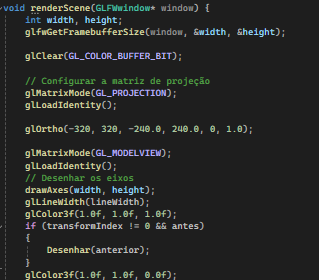 void renderScene(GLFWwindow* window) {
int width, height;
glfwGetFramebufferSize(window, &width, &height);
glClear(GL_COLOR_BUFFER_BIT);
// Configurar a matriz de projeção
glMatrixMode(GL_PROJECTION);
glLoadIdentity();
glOrtho(-320, 320, -240.0, 240.0, 0, 1.0);
glMatrixMode(GL_MODELVIEW);
glLoadIdentity();
// Desenhar os eixos
drawAxes(width, height);
glLineWidth(lineWidth);
glColor3f(1.0f, 1.0f, 1.0f);
if (transformIndex != 0 && antes)
{
Desenhar(anterior);
}
glColor3f(1.0f, 0.0f, 0.0f);